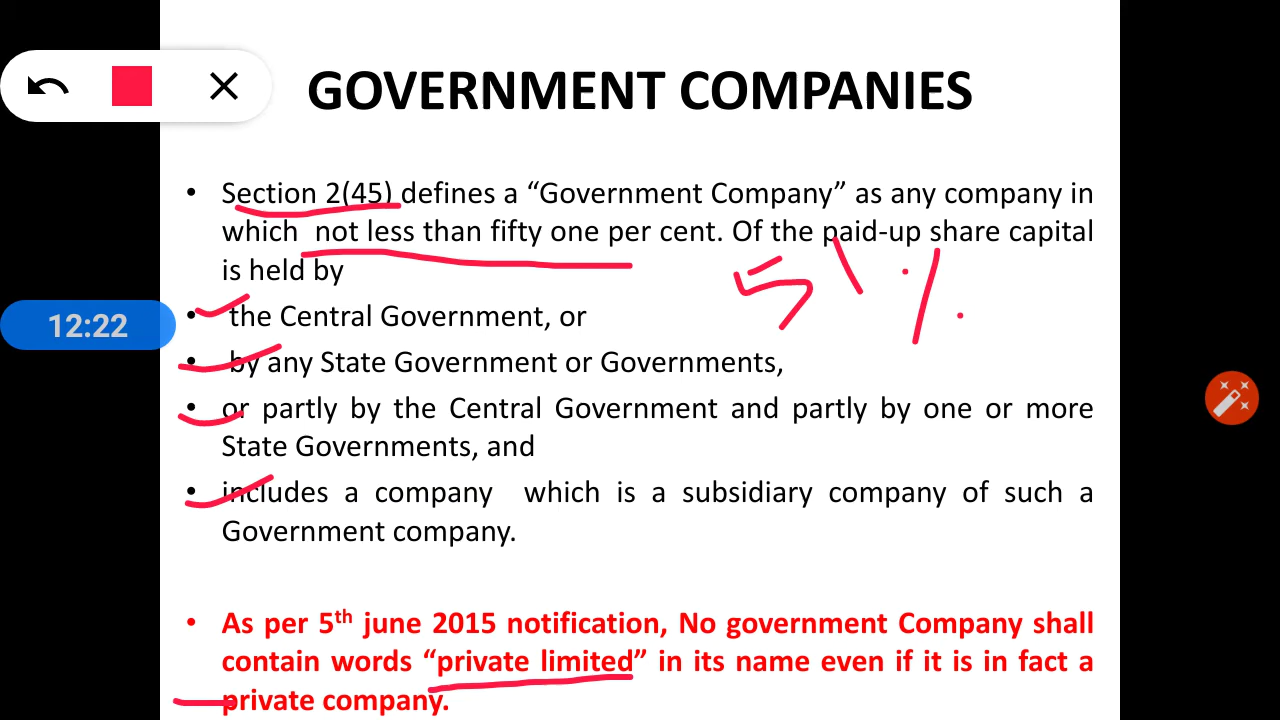 GOVERNMENT COMPANIES
• Section 2(45) defines a “Government Company” as any company in
which not less than fifty one per cent. Of the paid-up share capital
is held by
51%
12:22
• the Central Government, or
• by any State Government or Governments,
• or partly by the Central Government and partly by one or more
State Governments, and
• includes a company which is a subsidiary company of such a
Government company.
• As per 5th june 2015 notification, No government Company shall
contain words “private limited” in its name even if it is in fact a
private company.